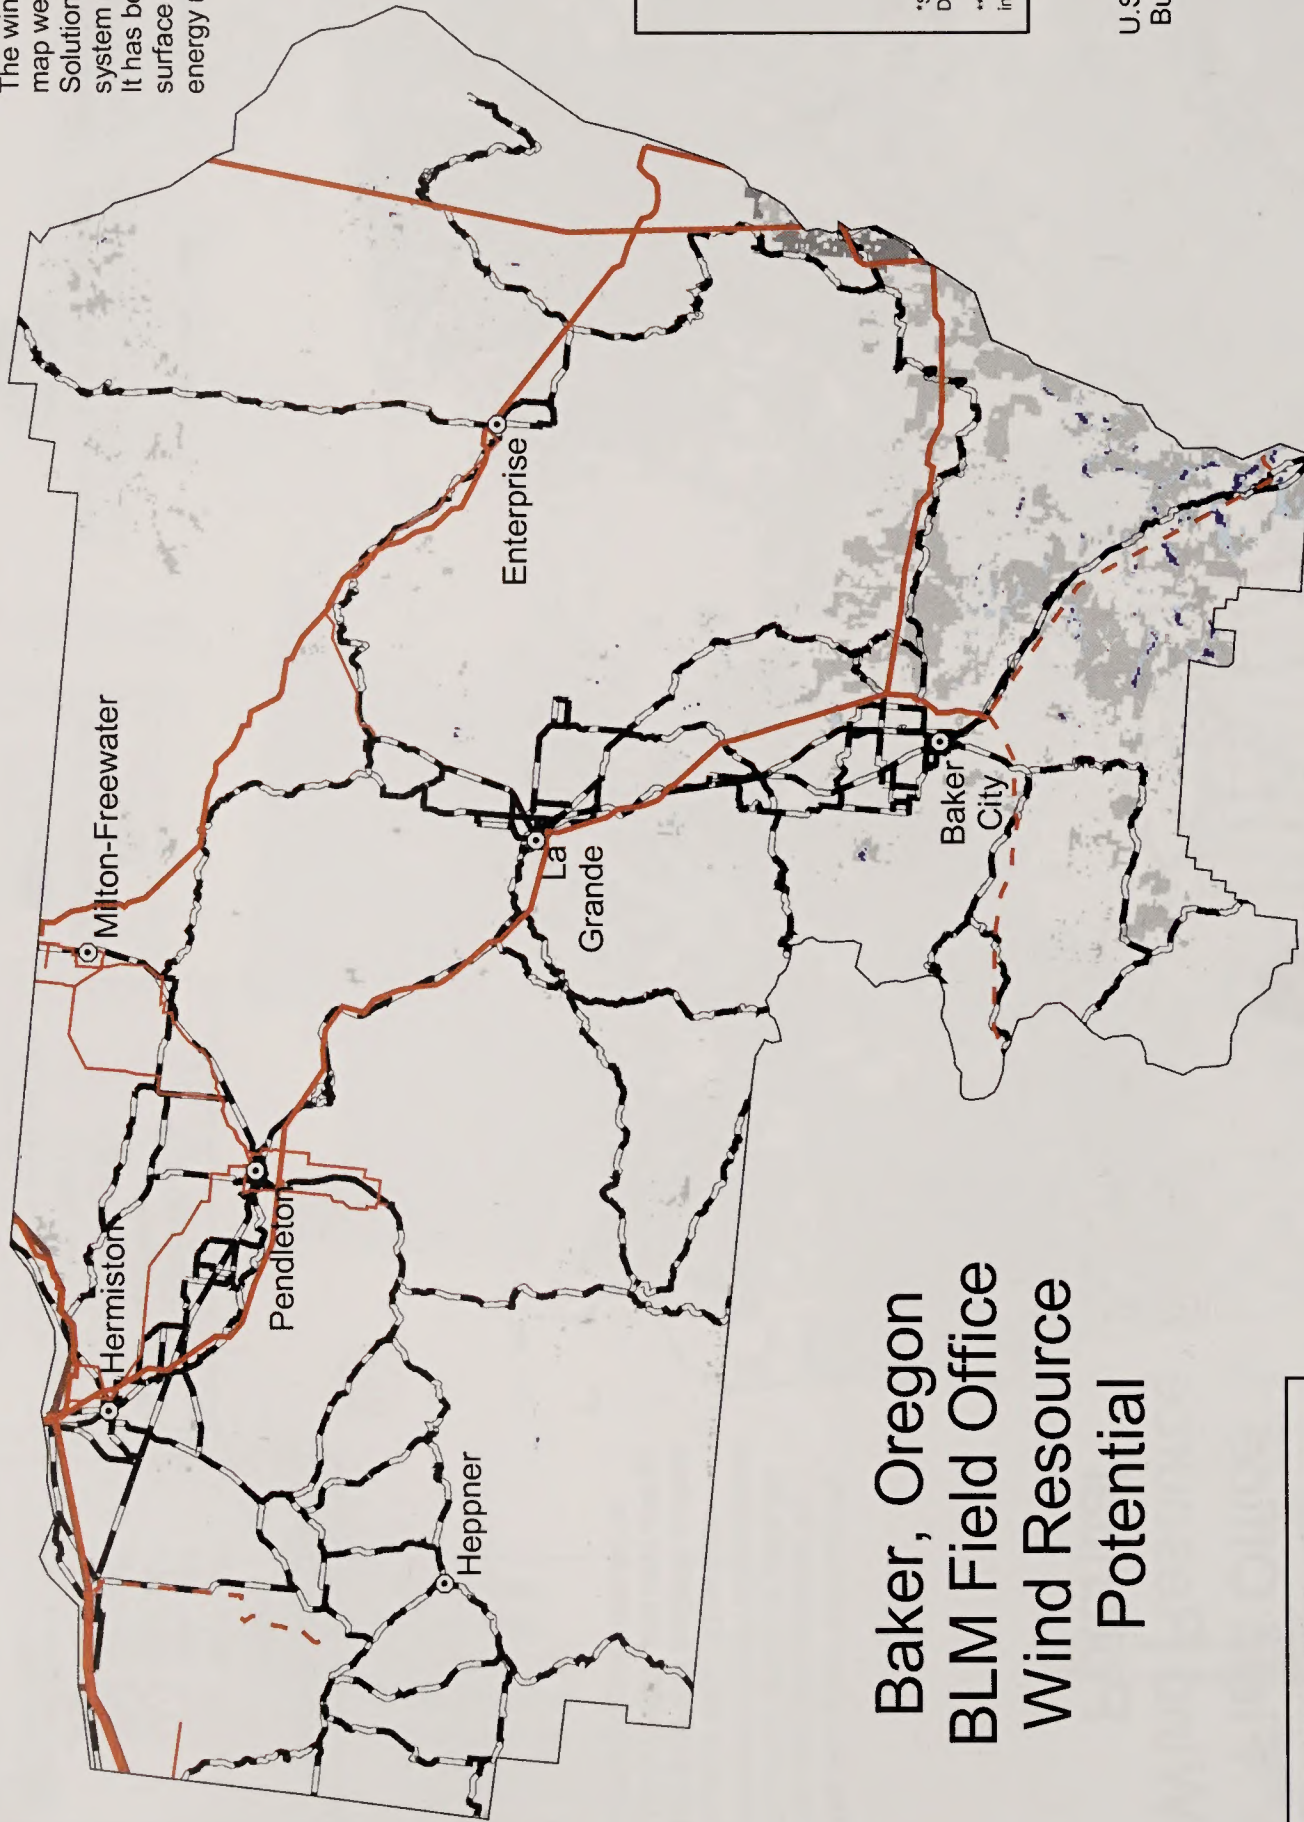 The win
map we
Solution
system
It has be
surface
energy
U.S
Bu
Milton-Freewater
Hermiston
Pendleton
Enterprise
La
Grande
Heppner
Baker
City
Baker, Oregon
BLM Field Office
Wind Resource
Potential